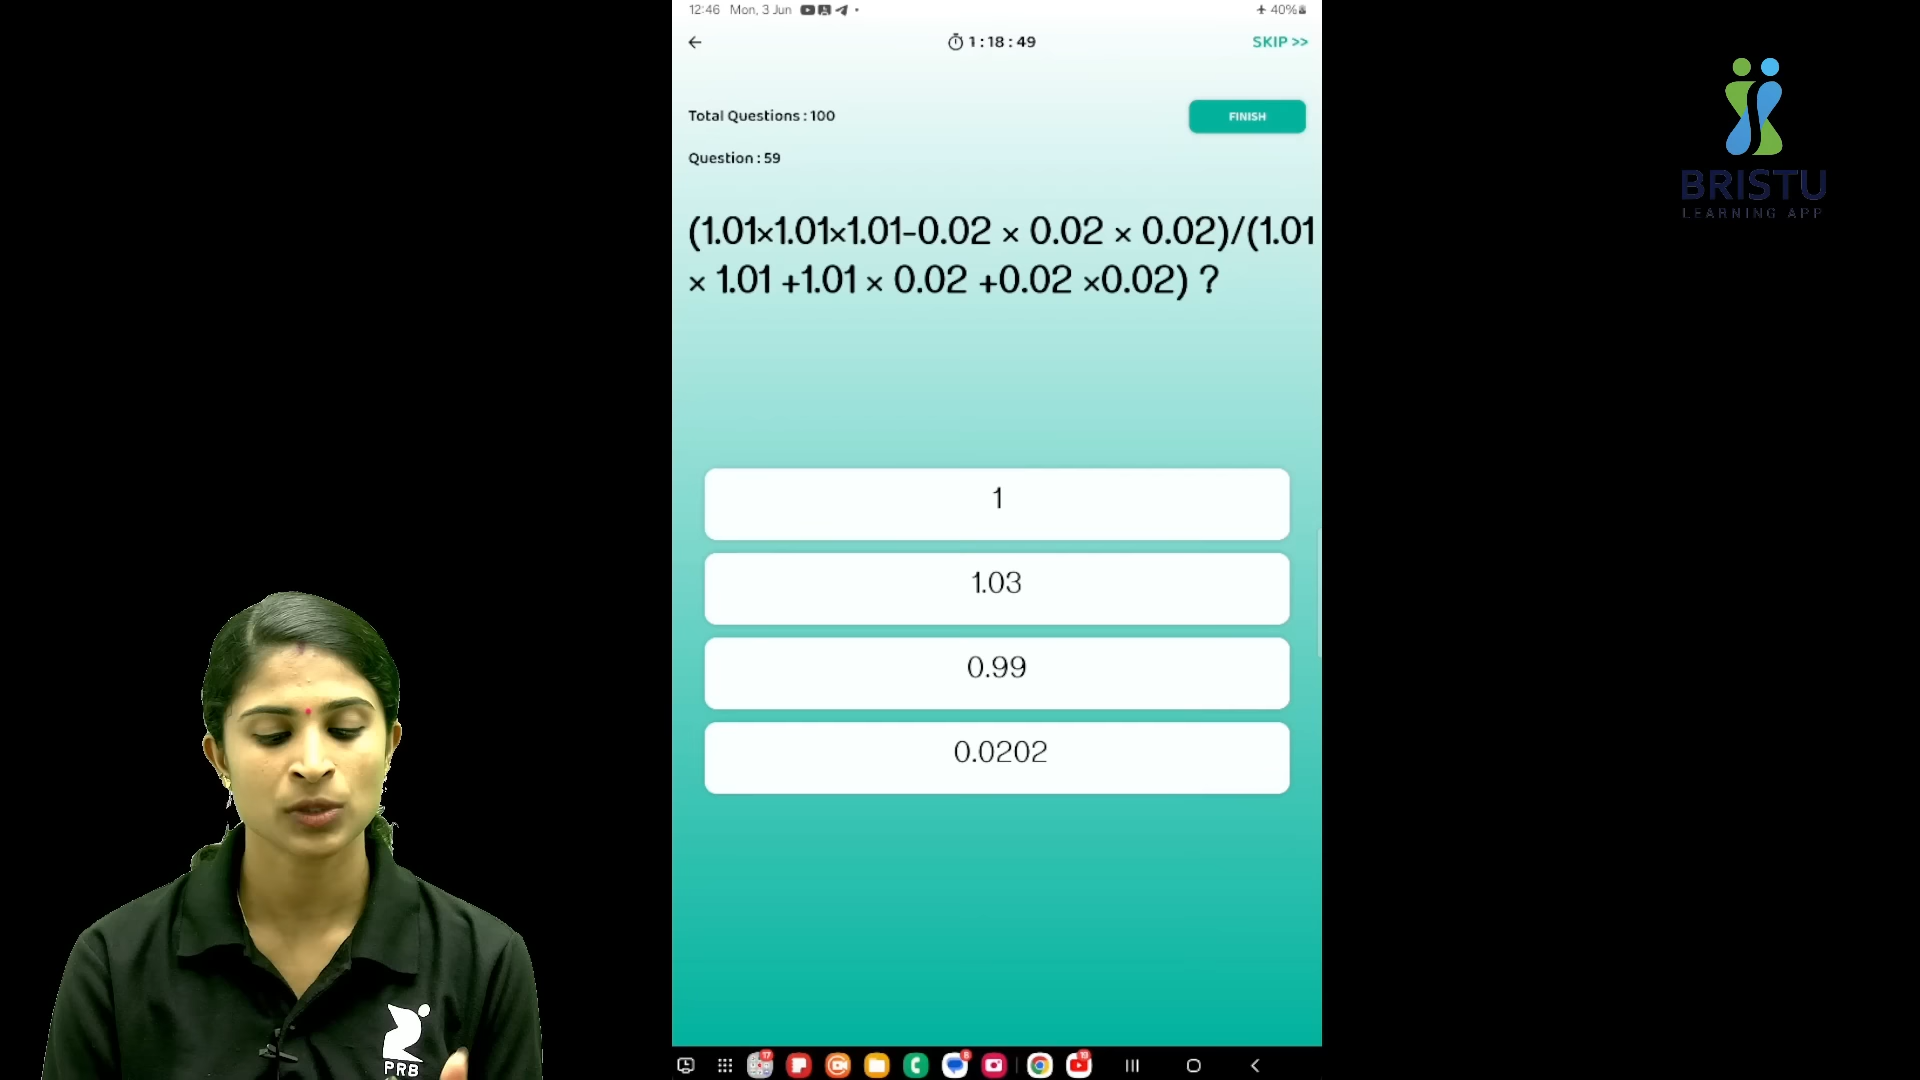 12:46 Mon, 3 Jun
40%
1 : 18 : 49
SKIP >>
Total Questions : 100
FINISH
Question : 59
(1.01×1.01×1.01-0.02 × 0.02 × 0.02)/(1.01
× 1.01 +1.01 × 0.02 +0.02 ×0.02) ?
1
1.03
0.99
0.0202
BRISTU
LEARNING APP
PRB
17